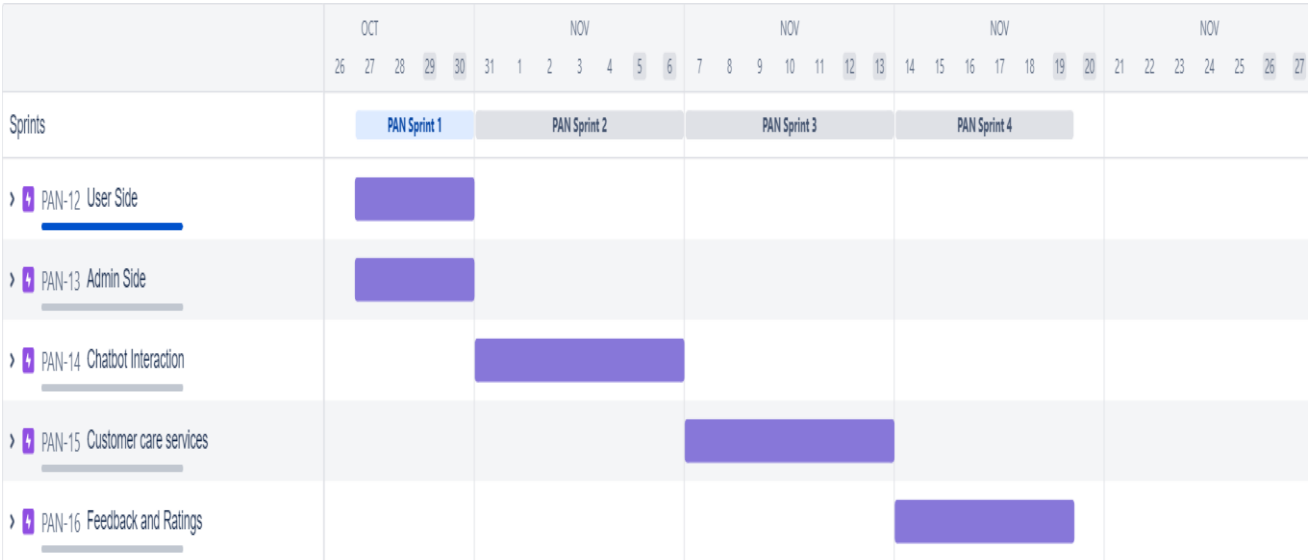 OCT NOV NOV NOV NOV
26 27 28 29 30 31 1 2 3 4 5 6 7 8 9 10 11 12 13 14 15 16 17 18 19 20 21 22 23 24 25 26 27
Sprints PAN Sprint 1 PAN Sprint 2 PAN Sprint 3 PAN Sprint 4
PAN-12 User Side
PAN-13 Admin Side
PAN-14 Chatbot Interaction
PAN-15 Customer care services
PAN-16 Feedback and Ratings